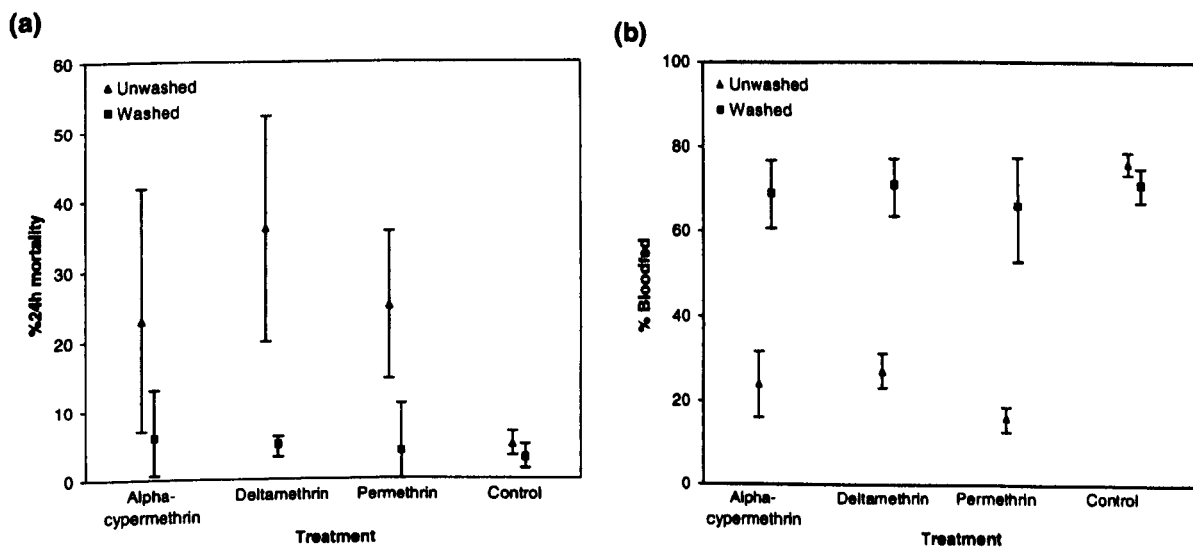 (a)
60
50
40
30
20
10
0
%24h mortality
Unwashed
Washed
Alpha-
cypermethrin
Deltamethrin
Permethrin
Control
Treatment
(b)
100
80
60
40
20
0
% Bloodfed
Unwashed
Washed
Alpha-
cypermethrin
Deltamethrin
Permethrin
Control
Treatment